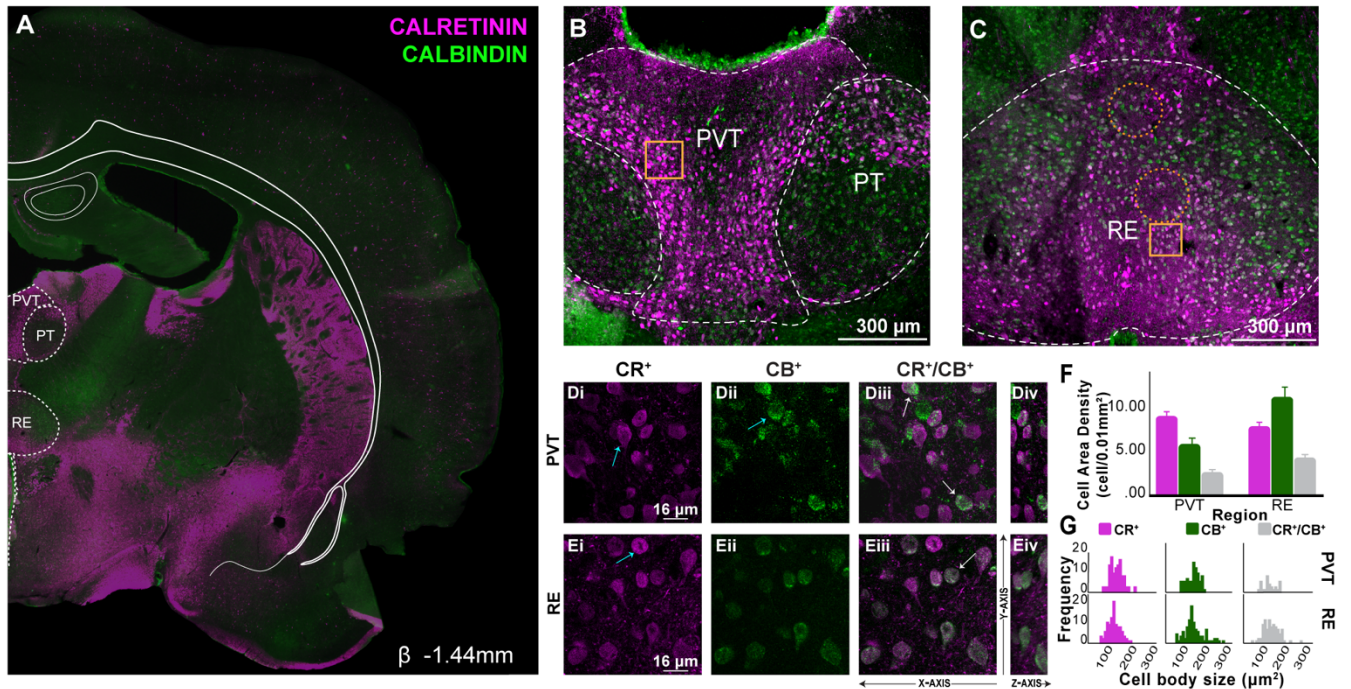 A
CALRETININ
CALBINDIN
PVT
PT
RE
β -1.44mm
B
PVT
PT
300 µm
C
RE
300 µm
CR⁺
CB⁺
CR⁺/CB⁺
PVT
Di
16 µm
Dii
Diii
Div
RE
Ei
16 µm
Eii
Eiii
Eiv
Y-AXIS
X-AXIS
Z-AXIS
F
Cell Area Density
(cell/0.01mm²)
10.00
5.00
.00
PVT
RE
Region
G
CR⁺
CB⁺
CR⁺/CB⁺
Frequency
20
10
0
20
10
0
PVT
RE
100
200
300
100
200
300
100
200
300
Cell body size (µm²)